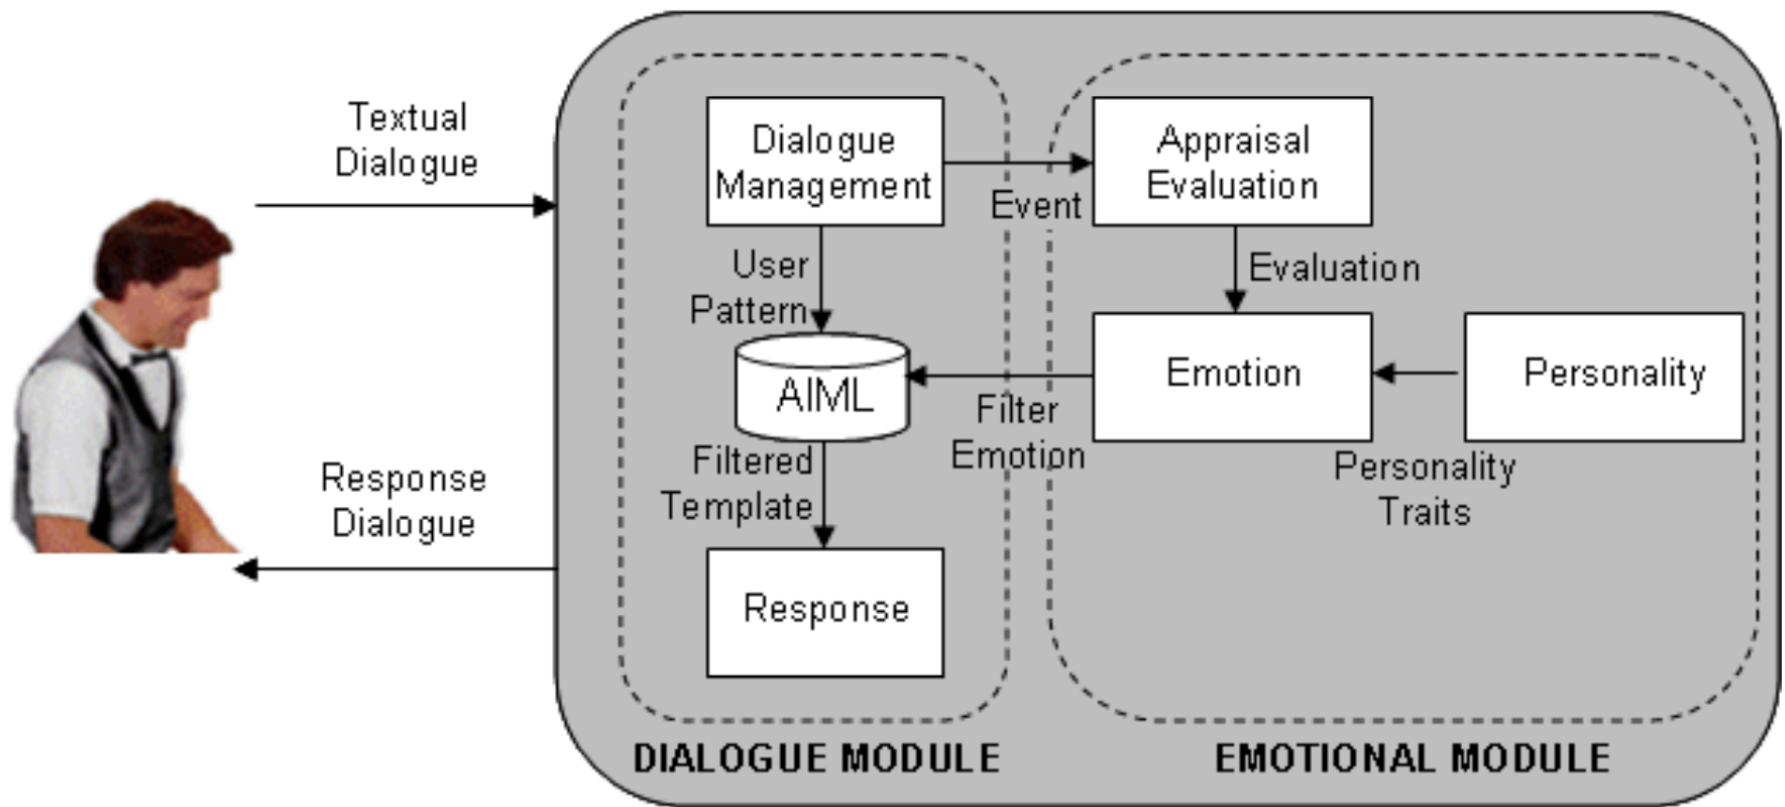 Textual
Dialogue
Response
Dialogue
Dialogue
Management
Event
Appraisal
Evaluation
User
Pattern
Evaluation
AIML
Filter
Emotion
Emotion
Personality
Personality
Traits
Filtered
Template
Response
DIALOGUE MODULE
EMOTIONAL MODULE